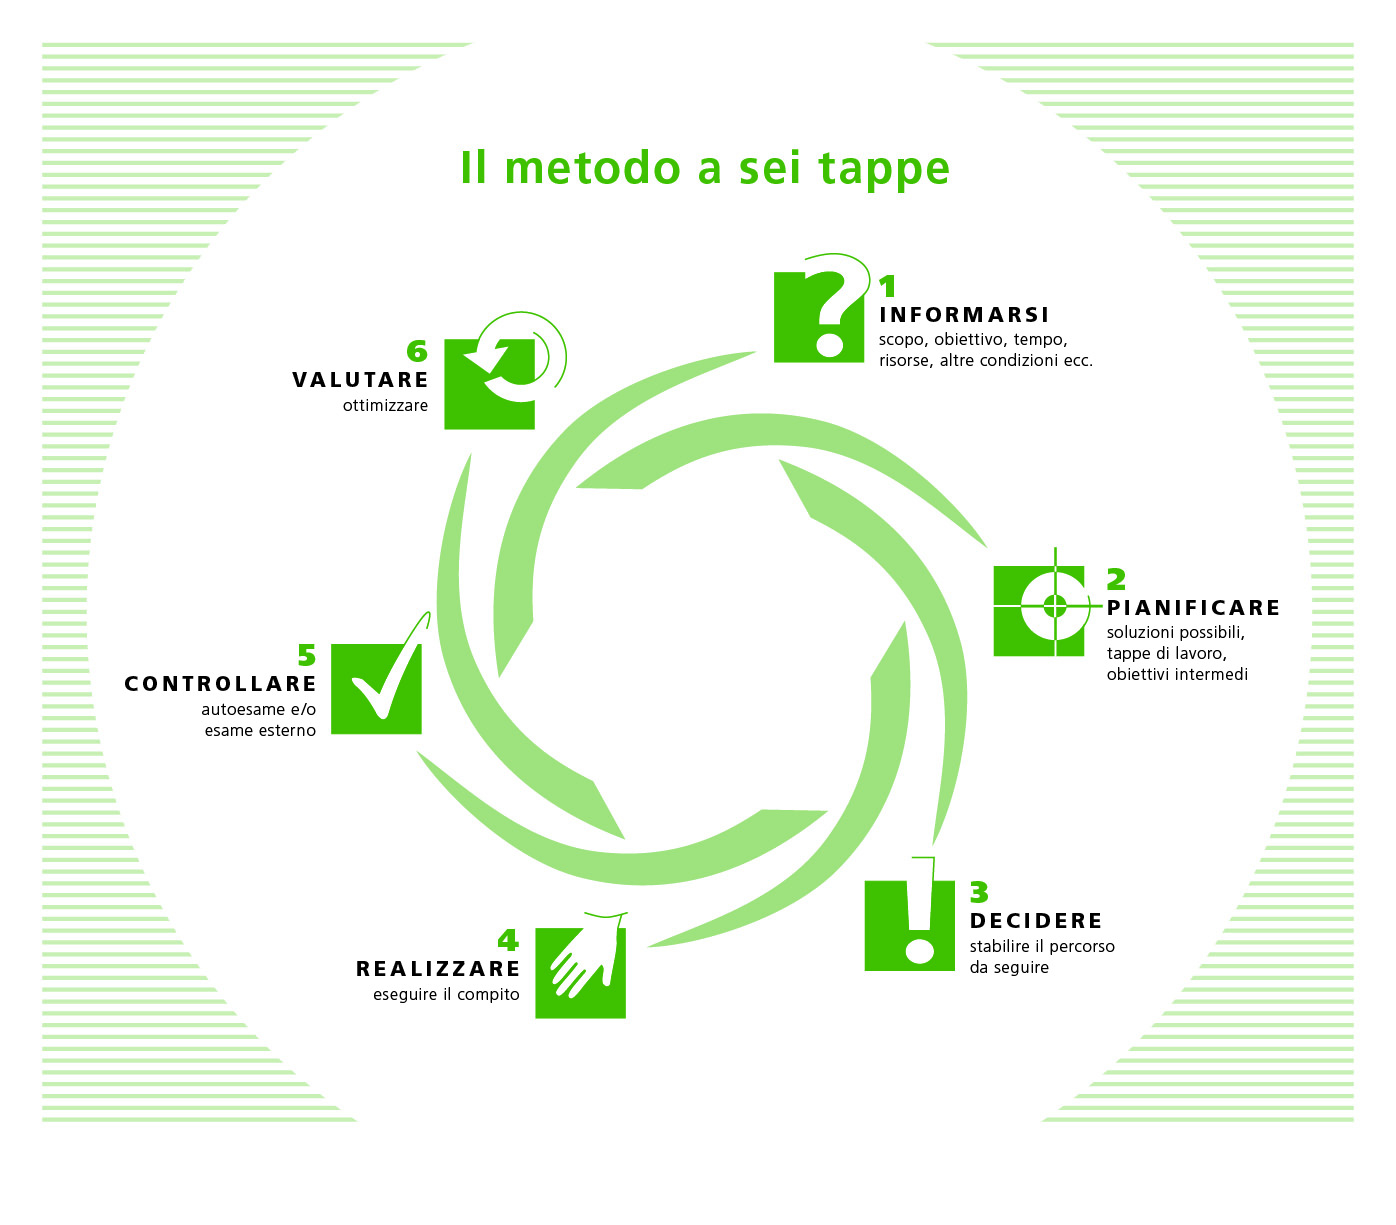 Il metodo a sei tappe
1
INFORMARSI
scopo, obiettivo, tempo,
risorse, altre condizioni ecc.
2
PIANIFICARE
soluzioni possibili,
tappe di lavoro,
obiettivi intermedi
3
DECIDERE
stabilire il percorso
da seguire
4
REALIZZARE
eseguire il compito
5
CONTROLLARE
autoesame e/o
esame esterno
6
VALUTARE
ottimizzare